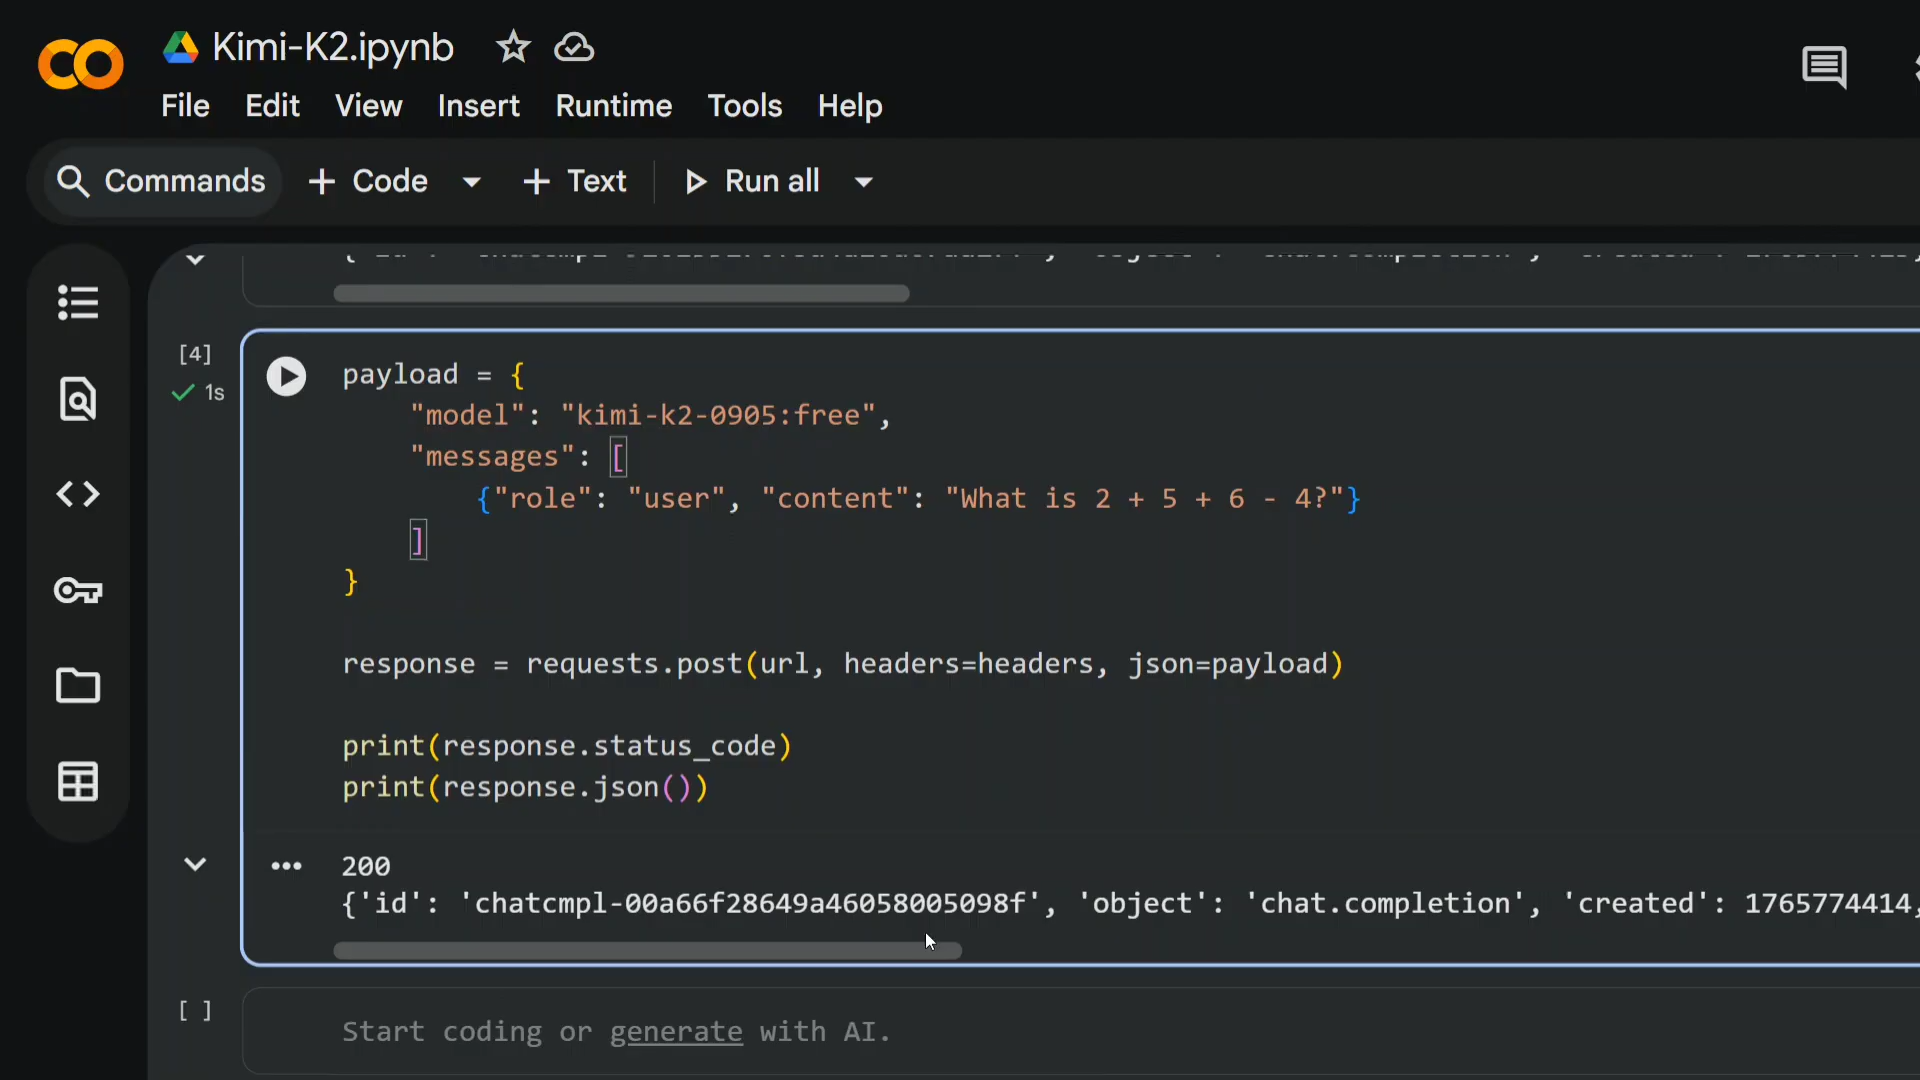 Kimi-K2.ipynb
File Edit View Insert Runtime Tools Help
Commands + Code + Text Run all
[4]
1s
payload = {
"model": "kimi-k2-0905:free",
"messages": [
{"role": "user", "content": "What is 2 + 5 + 6 - 4?"}
]
}
response = requests.post(url, headers=headers, json=payload)
print(response.status_code)
print(response.json())
200
{'id': 'chatcmpl-00a66f28649a46058005098f', 'object': 'chat.completion', 'created': 1765774414,
[ ]
Start coding or generate with AI.